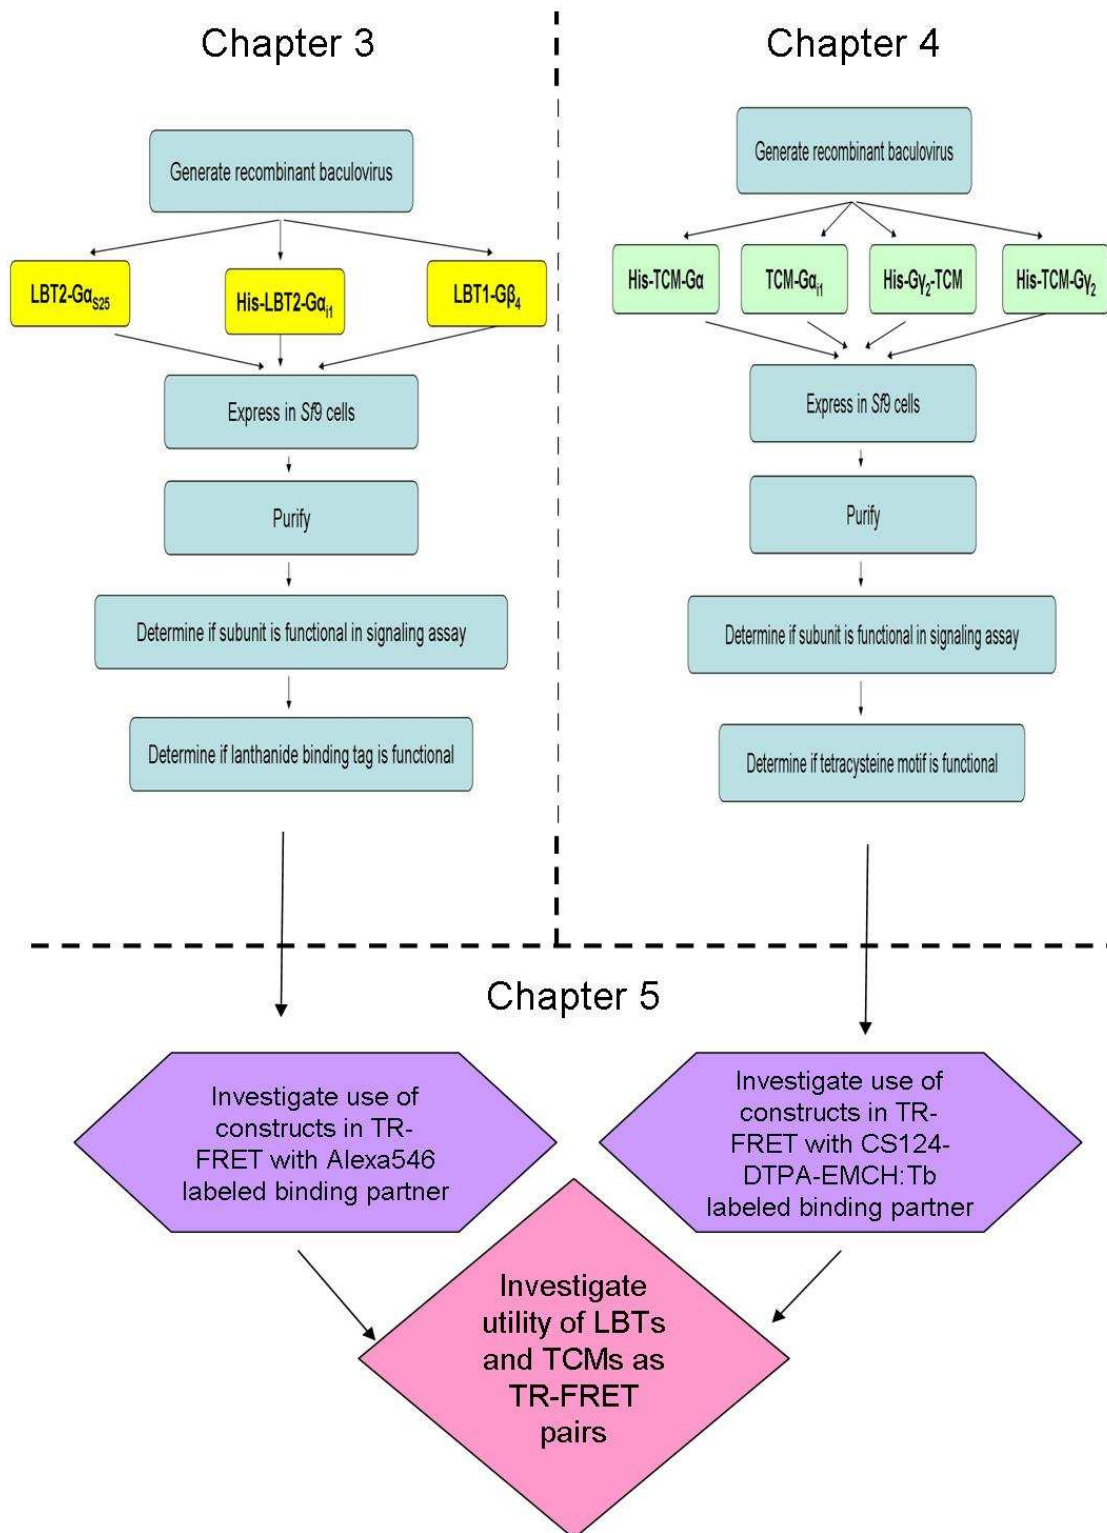 Chapter 3
Generate recombinant baculovirus
LBT2-GαS25
His-LBT2-Gαi1
LBT1-Gβ4
Express in Sf9 cells
Purify
Determine if subunit is functional in signaling assay
Determine if lanthanide binding tag is functional
Chapter 4
Generate recombinant baculovirus
His-TCM-Gα
TCM-Gαi1
His-Gγ2-TCM
His-TCM-Gγ2
Express in Sf9 cells
Purify
Determine if subunit is functional in signaling assay
Determine if tetracysteine motif is functional
Chapter 5
Investigate use of
constructs in TR-
FRET with Alexa546
labeled binding partner
Investigate use of
constructs in TR-
FRET with CS124-
DTPA-EMCH:Tb
labeled binding partner
Investigate
utility of LBTs
and TCMs as
TR-FRET
pairs